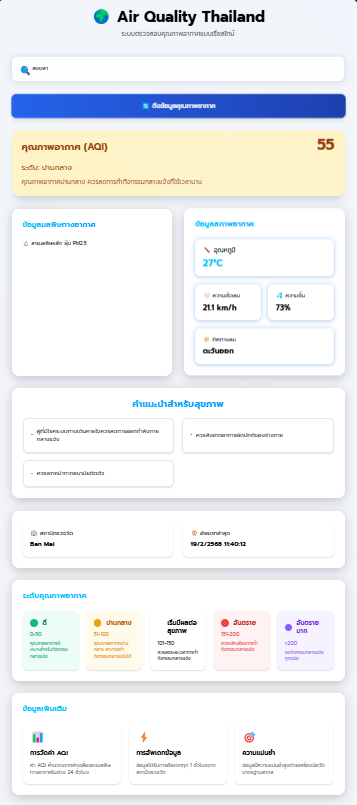 Air Quality Thailand
ระบบตรวจสอบคุณภาพอากาศแบบเรียลไทม์
สงขลา
ดึงข้อมูลคุณภาพอากาศ
คุณภาพอากาศ (AQI)
55
ระดับ: ปานกลาง
คุณภาพอากาศปานกลาง ควรลดการทำกิจกรรมกลางแจ้งที่ใช้เวลานาน
ข้อมูลมลพิษทางอากาศ
สารมลพิษหลัก: ฝุ่น PM2.5
ข้อมูลสภาพอากาศ
อุณหภูมิ
27°C
ความเร็วลม
21.1 km/h
ความชื้น
73%
ทิศทางลม
ตะวันออก
คำแนะนำสำหรับสุขภาพ
• ผู้ที่มีโรคระบบทางเดินหายใจควรลดการออกกำลังกาย
กลางแจ้ง
• ควรสังเกตอาการผิดปกติของร่างกาย
• ควรพกหน้ากากอนามัยติดตัว
สถานีตรวจวัด
Ban Mai
อัพเดทล่าสุด
19/2/2568 11:40:12
ระดับคุณภาพอากาศ
ดี
0-50
คุณภาพอากาศดี
เหมาะสำหรับกิจกรรม
กลางแจ้ง
ปานกลาง
51-100
คุณภาพอากาศปาน
กลาง สามารถทำ
กิจกรรมกลางแจ้งได้
เริ่มมีผลต่อ
สุขภาพ
101-150
ควรลดระยะเวลาการทำ
กิจกรรมกลางแจ้ง
อันตราย
151-200
ควรหลีกเลี่ยงการทำ
กิจกรรมกลางแจ้ง
อันตราย
มาก
>200
งดกิจกรรมกลางแจ้ง
ทุกชนิด
ข้อมูลเพิ่มเติม
การวัดค่า AQI
ค่า AQI คำนวณจากค่าเฉลี่ยของมลพิษ
ทางอากาศในช่วง 24 ชั่วโมง
การอัพเดทข้อมูล
ข้อมูลได้รับการอัพเดททุก 1 ชั่วโมงจาก
สถานีตรวจวัด
ความแม่นยำ
ข้อมูลมีความแม่นยำสูงด้วยเครื่องมือวัด
มาตรฐานสากล